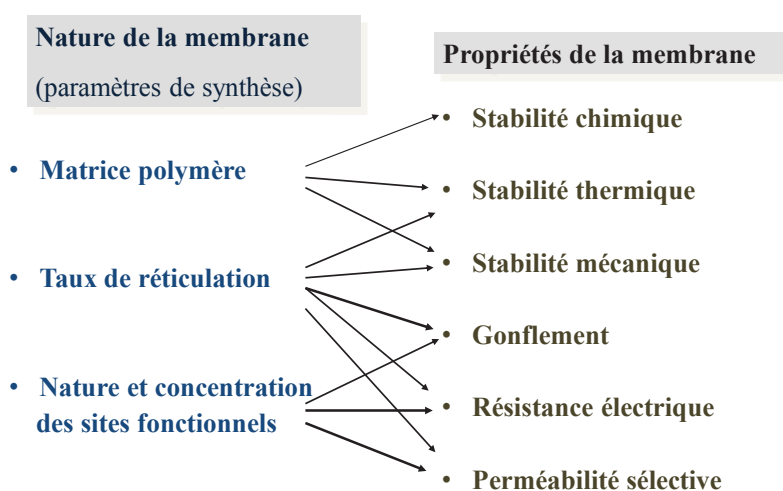 Nature de la membrane
(paramètres de synthèse)
• Matrice polymère
• Taux de réticulation
• Nature et concentration
des sites fonctionnels
Propriétés de la membrane
• Stabilité chimique
• Stabilité thermique
• Stabilité mécanique
• Gonflement
• Résistance électrique
• Perméabilité sélective